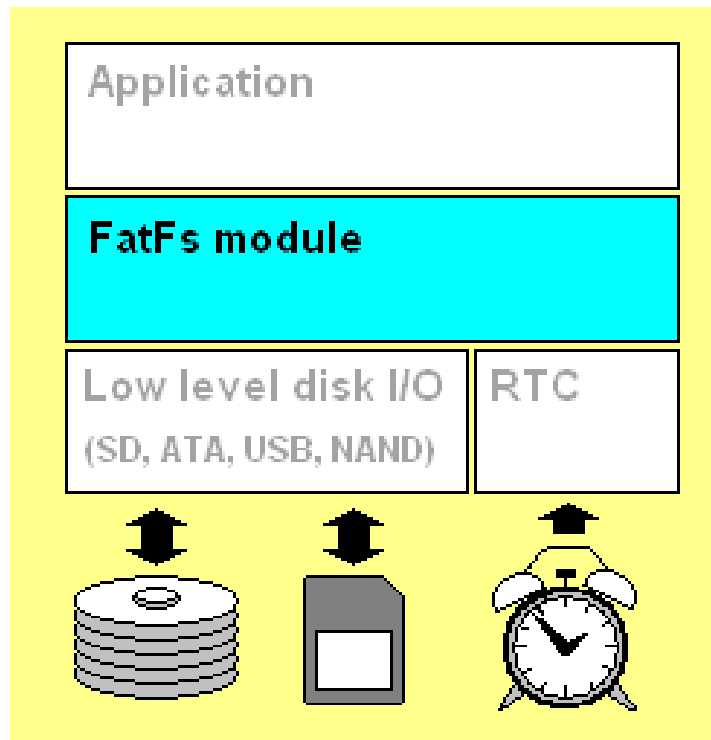 Application
FatFs module
Low level disk I/O
(SD, ATA, USB, NAND)
RTC